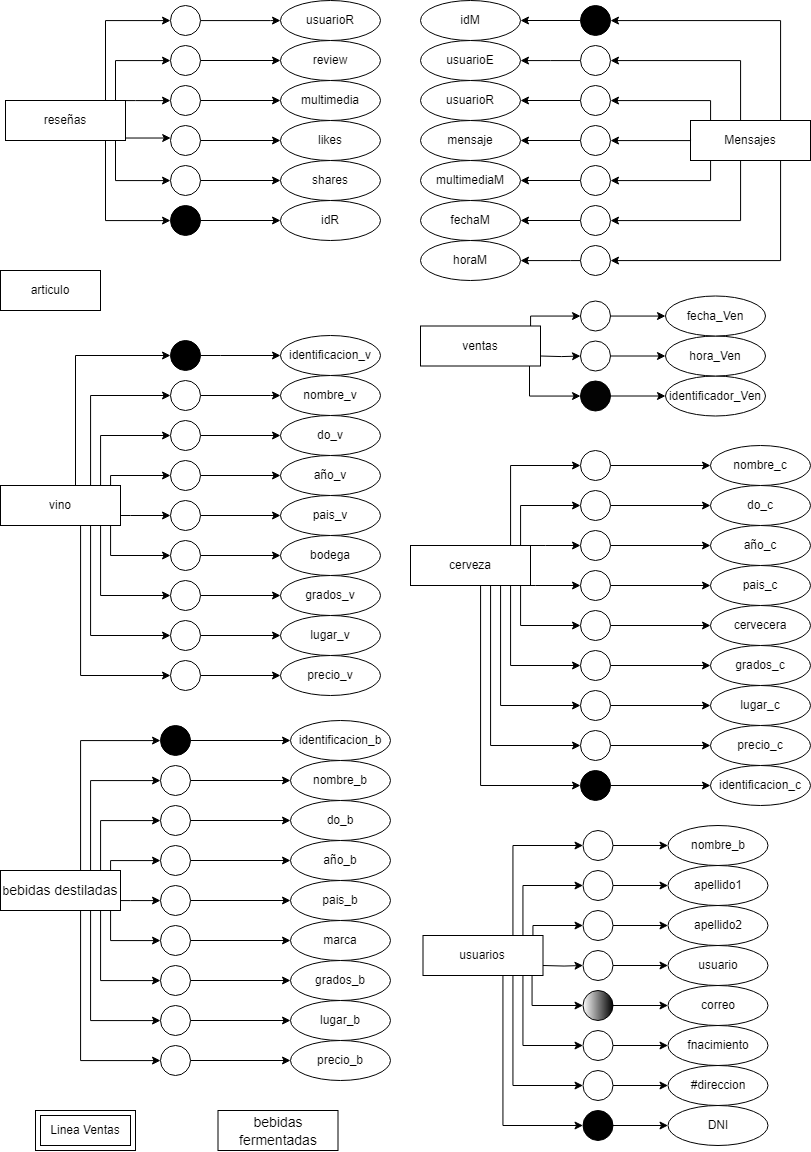 reseñas
usuarioR
review
multimedia
likes
shares
idR
Mensajes
idM
usuarioE
usuarioR
mensaje
multimediaM
fechaM
horaM
articulo
ventas
fecha_Ven
hora_Ven
identificador_Ven
vino
identificacion_v
nombre_v
do_v
año_v
pais_v
bodega
grados_v
lugar_v
precio_v
cerveza
nombre_c
do_c
año_c
pais_c
cervecera
grados_c
lugar_c
precio_c
identificacion_c
bebidas destiladas
identificacion_b
nombre_b
do_b
año_b
pais_b
marca
grados_b
lugar_b
precio_b
usuarios
nombre_b
apellido1
apellido2
usuario
correo
fnacimiento
#direccion
DNI
Linea Ventas
bebidas
fermentadas